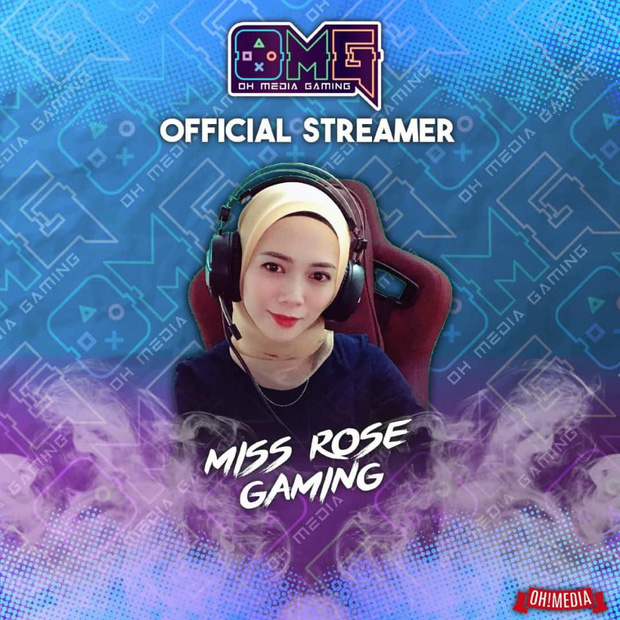 OMG
OH MEDIA GAMING
OFFICIAL STREAMER
MISS ROSE
GAMING
OH!MEDIA